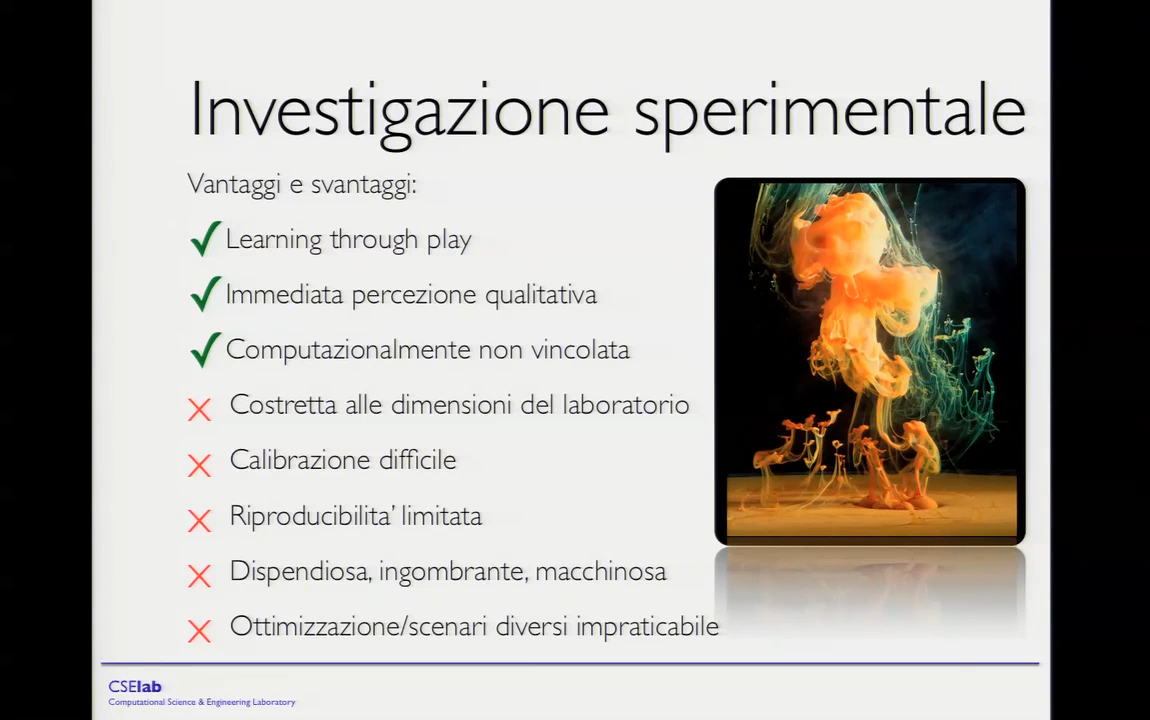 Investigazione sperimentale
Vantaggi e svantaggi:
Learning through play
Immediata percezione qualitativa
Computazionalmente non vincolata
Costretta alle dimensioni del laboratorio
Calibrazione difficile
Riproducibilita’ limitata
Dispendiosa, ingombrante, macchinosa
Ottimizzazione/scenari diversi impraticabile
CSElab
Computational Science & Engineering Laboratory